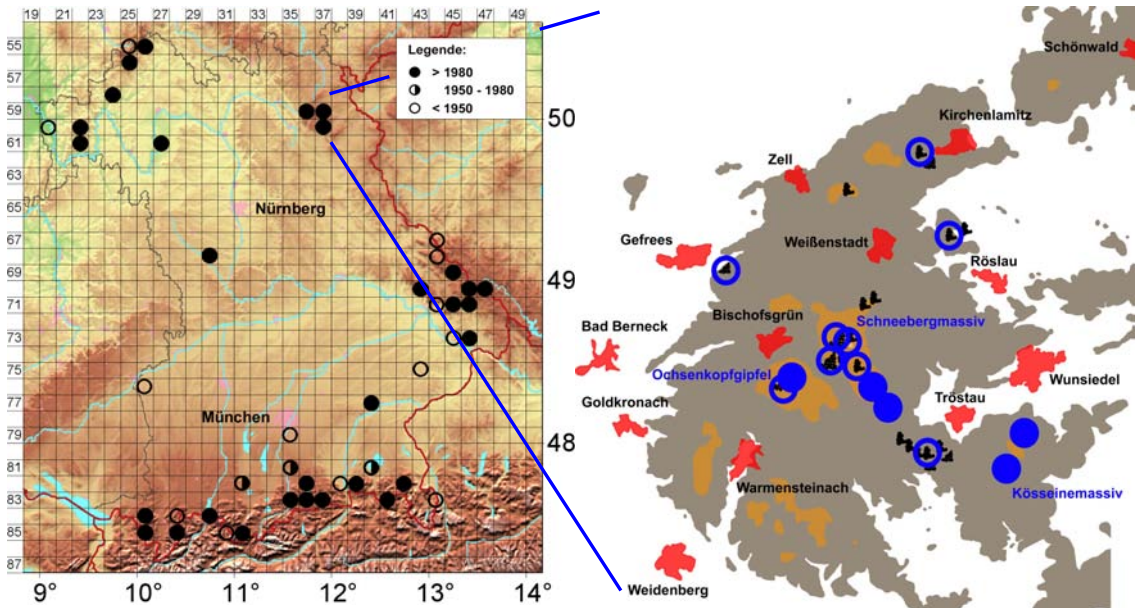 19 21 23 25 27 29 31 33 35 37 39 41 43 45 47 49
55
57
59
61
63
65
67
69
71
73
75
77
79
81
83
85
87
Legende:
> 1980
1950 - 1980
< 1950
Nürnberg
München
50
49
48
9° 10° 11° 12° 13° 14°
Schönwald
Kirchenlamitz
Zell
Gefrees
Weißenstadt
Röslau
Bischofsgrün
Schneebergmassiv
Bad Berneck
Ochsenkopfgipfel
Wunsiedel
Goldkronach
Tröstau
Warmensteinach
Kösseinemassiv
Weidenberg